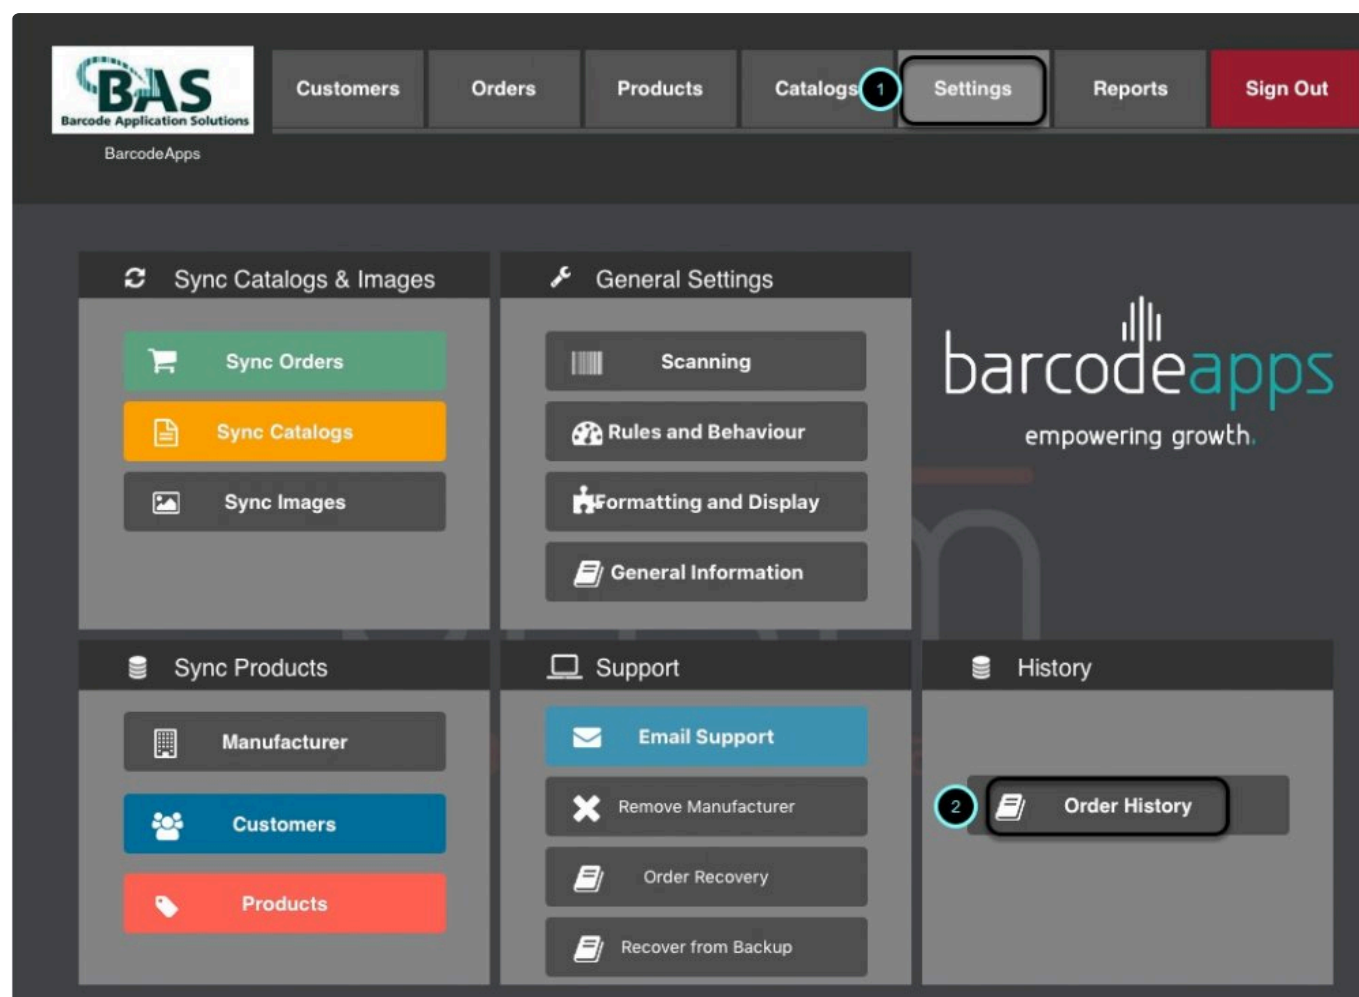 BAS
Barcode Application Solutions
BarcodeApps
Customers
Orders
Products
Catalogs
1
Settings
Reports
Sign Out
Sync Catalogs & Images
Sync Orders
Sync Catalogs
Sync Images
General Settings
Scanning
Rules and Behaviour
Formatting and Display
General Information
barcodeapps
empowering growth.
Sync Products
Manufacturer
Customers
Products
Support
Email Support
Remove Manufacturer
Order Recovery
Recover from Backup
History
2
Order History